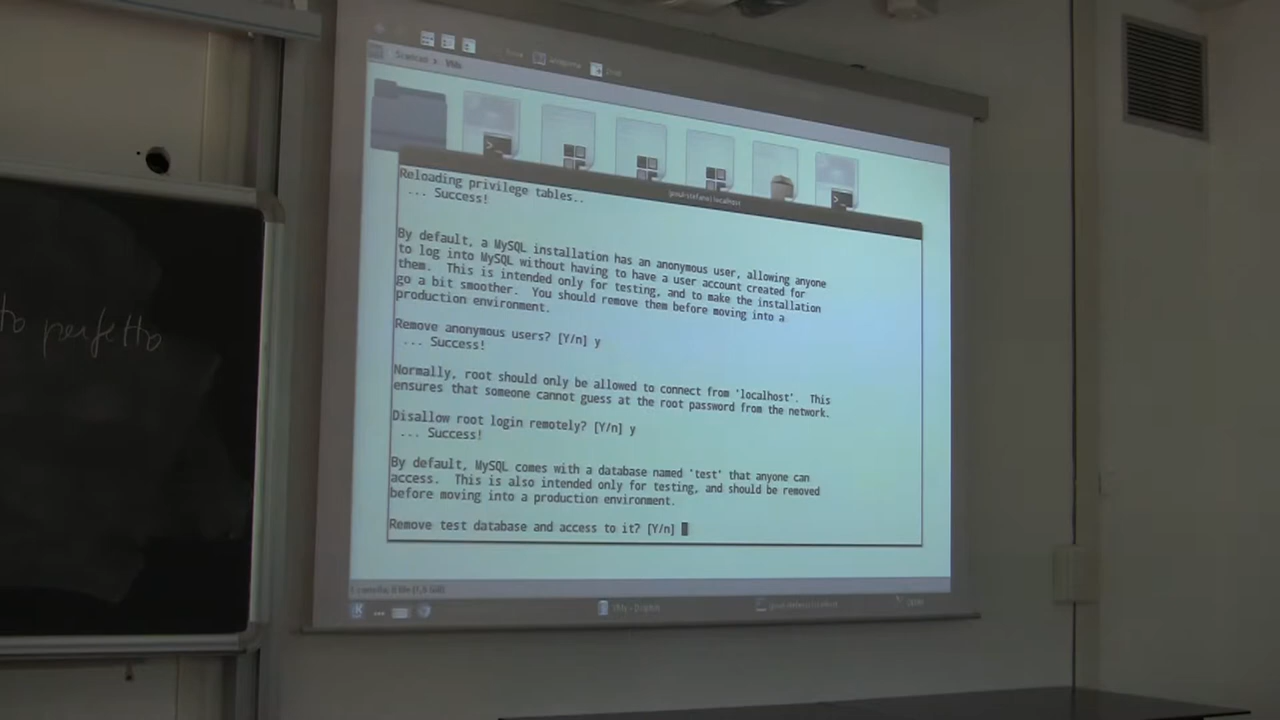 to perfetto
VMs
Reloading privilege tables..
... Success!
By default, a MySQL installation has an anonymous user, allowing anyone
to log into MySQL without having to have a user account created for
them.  This is intended only for testing, and to make the installation
go a bit smoother.  You should remove them before moving into a
production environment.
Remove anonymous users? [Y/n] y
... Success!
Normally, root should only be allowed to connect from 'localhost'.  This
ensures that someone cannot guess at the root password from the network.
Disallow root login remotely? [Y/n] y
... Success!
By default, MySQL comes with a database named 'test' that anyone can
access.  This is also intended only for testing, and should be removed
before moving into a production environment.
Remove test database and access to it? [Y/n]
VMs - Dolphin